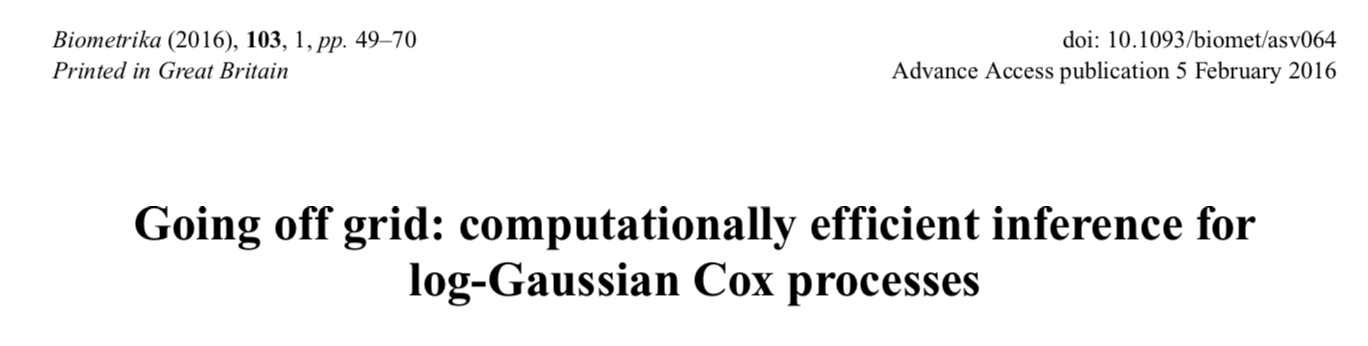 Biometrika (2016), 103, 1, pp. 49–70
Printed in Great Britain
doi: 10.1093/biomet/asv064
Advance Access publication 5 February 2016
Going off grid: computationally efficient inference for
log-Gaussian Cox processes